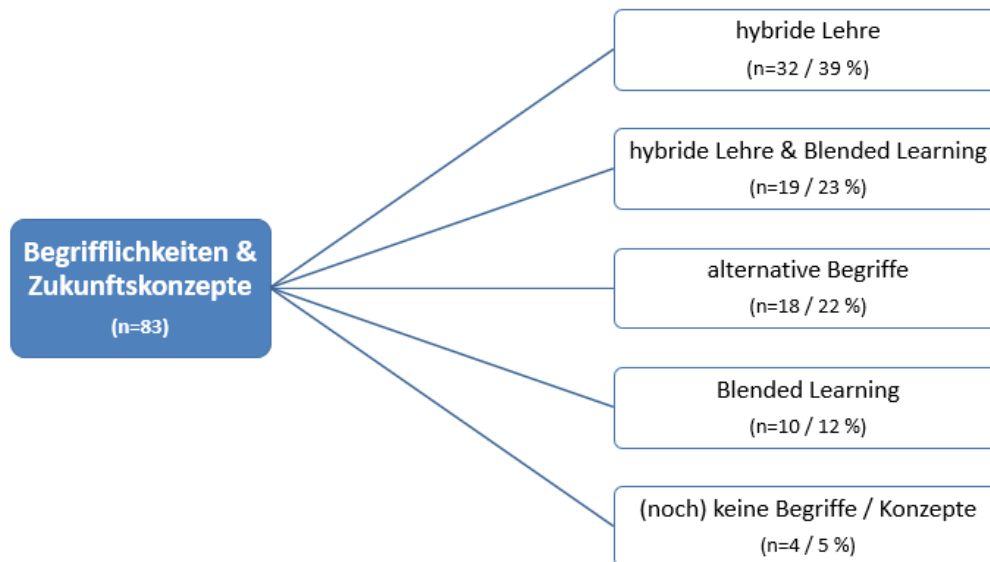 hybride Lehre
(n=32 / 39 %)
hybride Lehre & Blended Learning
(n=19 / 23 %)
Begrifflichkeiten &
Zukunftskonzepte
(n=83)
alternative Begriffe
(n=18 / 22 %)
Blended Learning
(n=10 / 12 %)
(noch) keine Begriffe / Konzepte
(n=4 / 5 %)